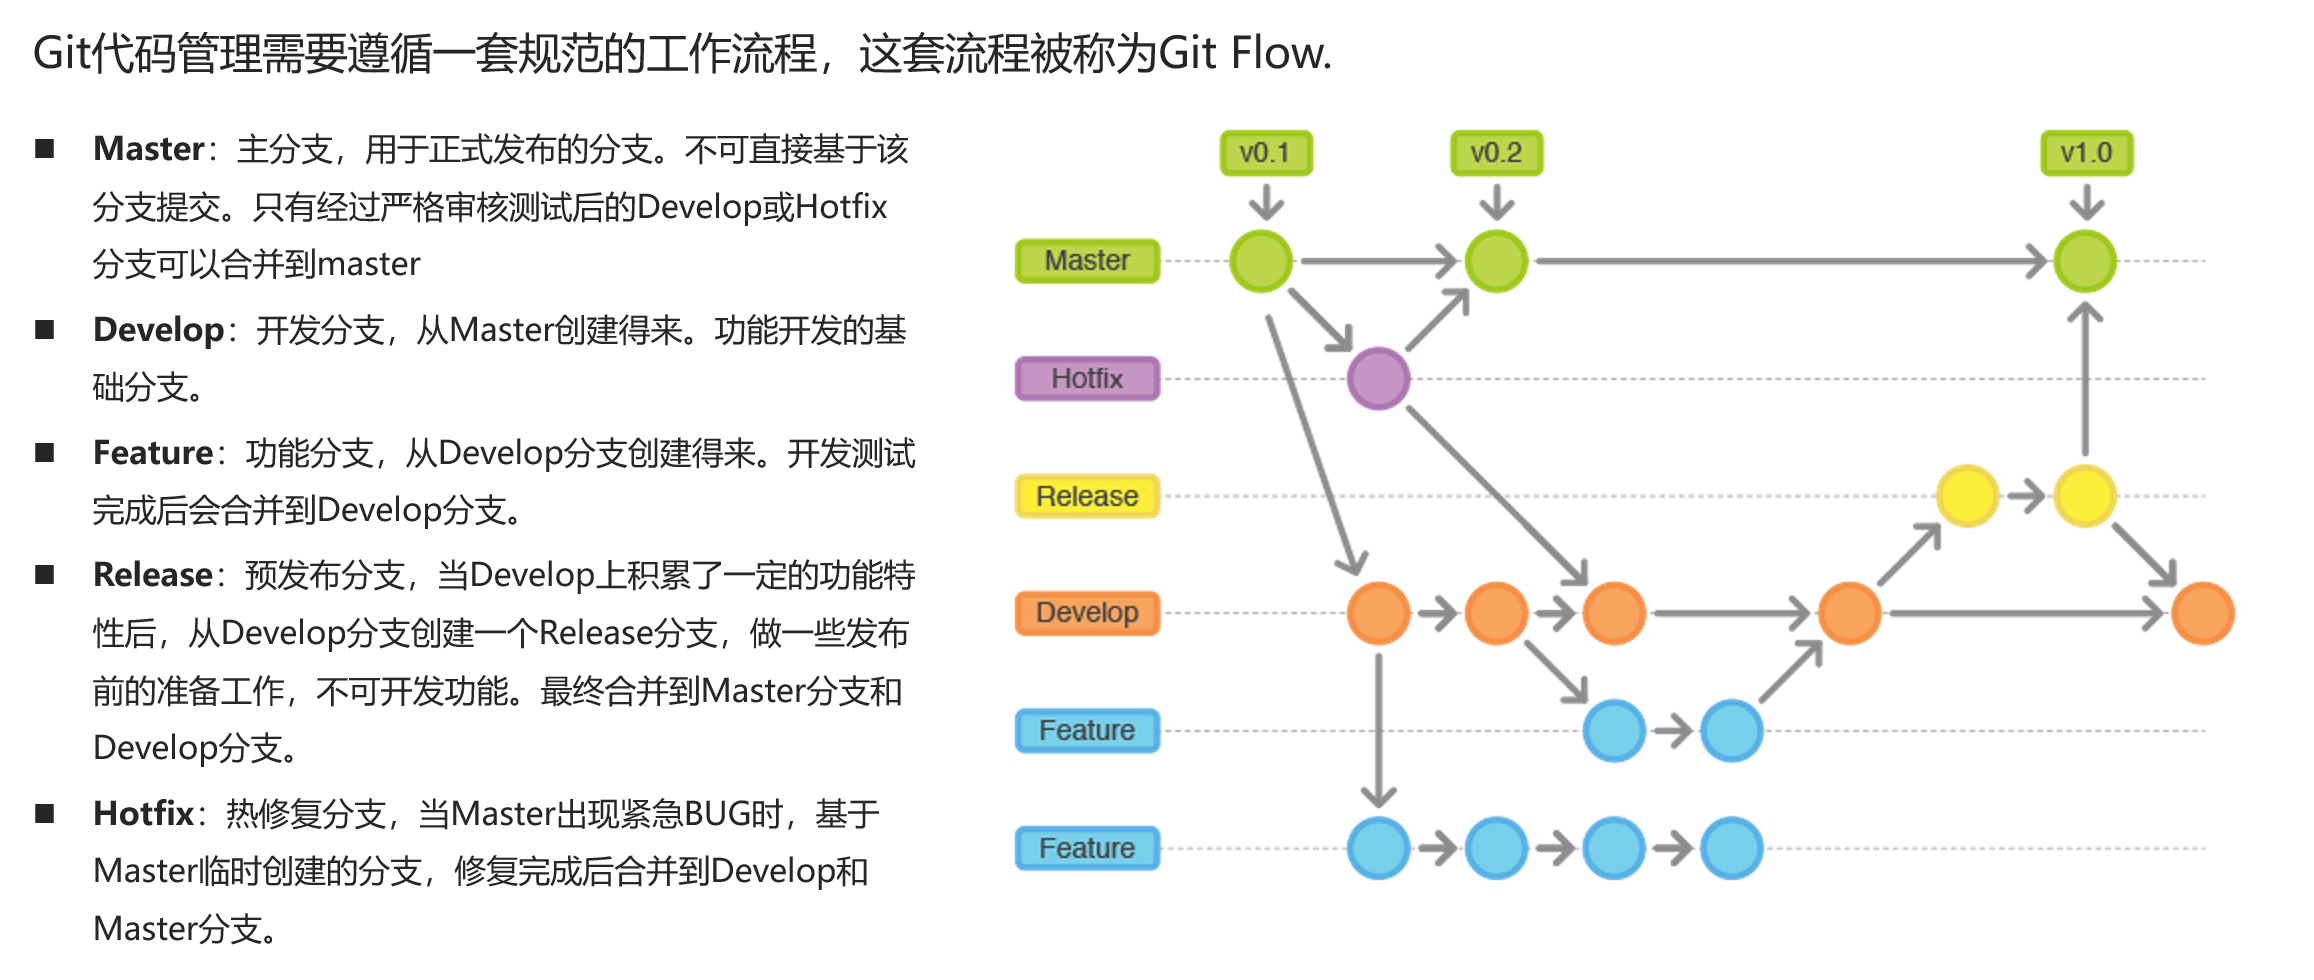 Git代码管理需要遵循一套规范的工作流程，这套流程被称为Git Flow.
■ Master：主分支，用于正式发布的分支。不可直接基于该
分支提交。只有经过严格审核测试后的Develop或Hotfix
分支可以合并到master
■ Develop：开发分支，从Master创建得来。功能开发的基
础分支。
■ Feature：功能分支，从Develop分支创建得来。开发测试
完成后会合并到Develop分支。
■ Release：预发布分支，当Develop上积累了一定的功能特
性后，从Develop分支创建一个Release分支，做一些发布
前的准备工作，不可开发功能。最终合并到Master分支和
Develop分支。
■ Hotfix：热修复分支，当Master出现紧急BUG时，基于
Master临时创建的分支，修复完成后合并到Develop和
Master分支。
v0.1 v0.2 v1.0
Master
Hotfix
Release
Develop
Feature
Feature